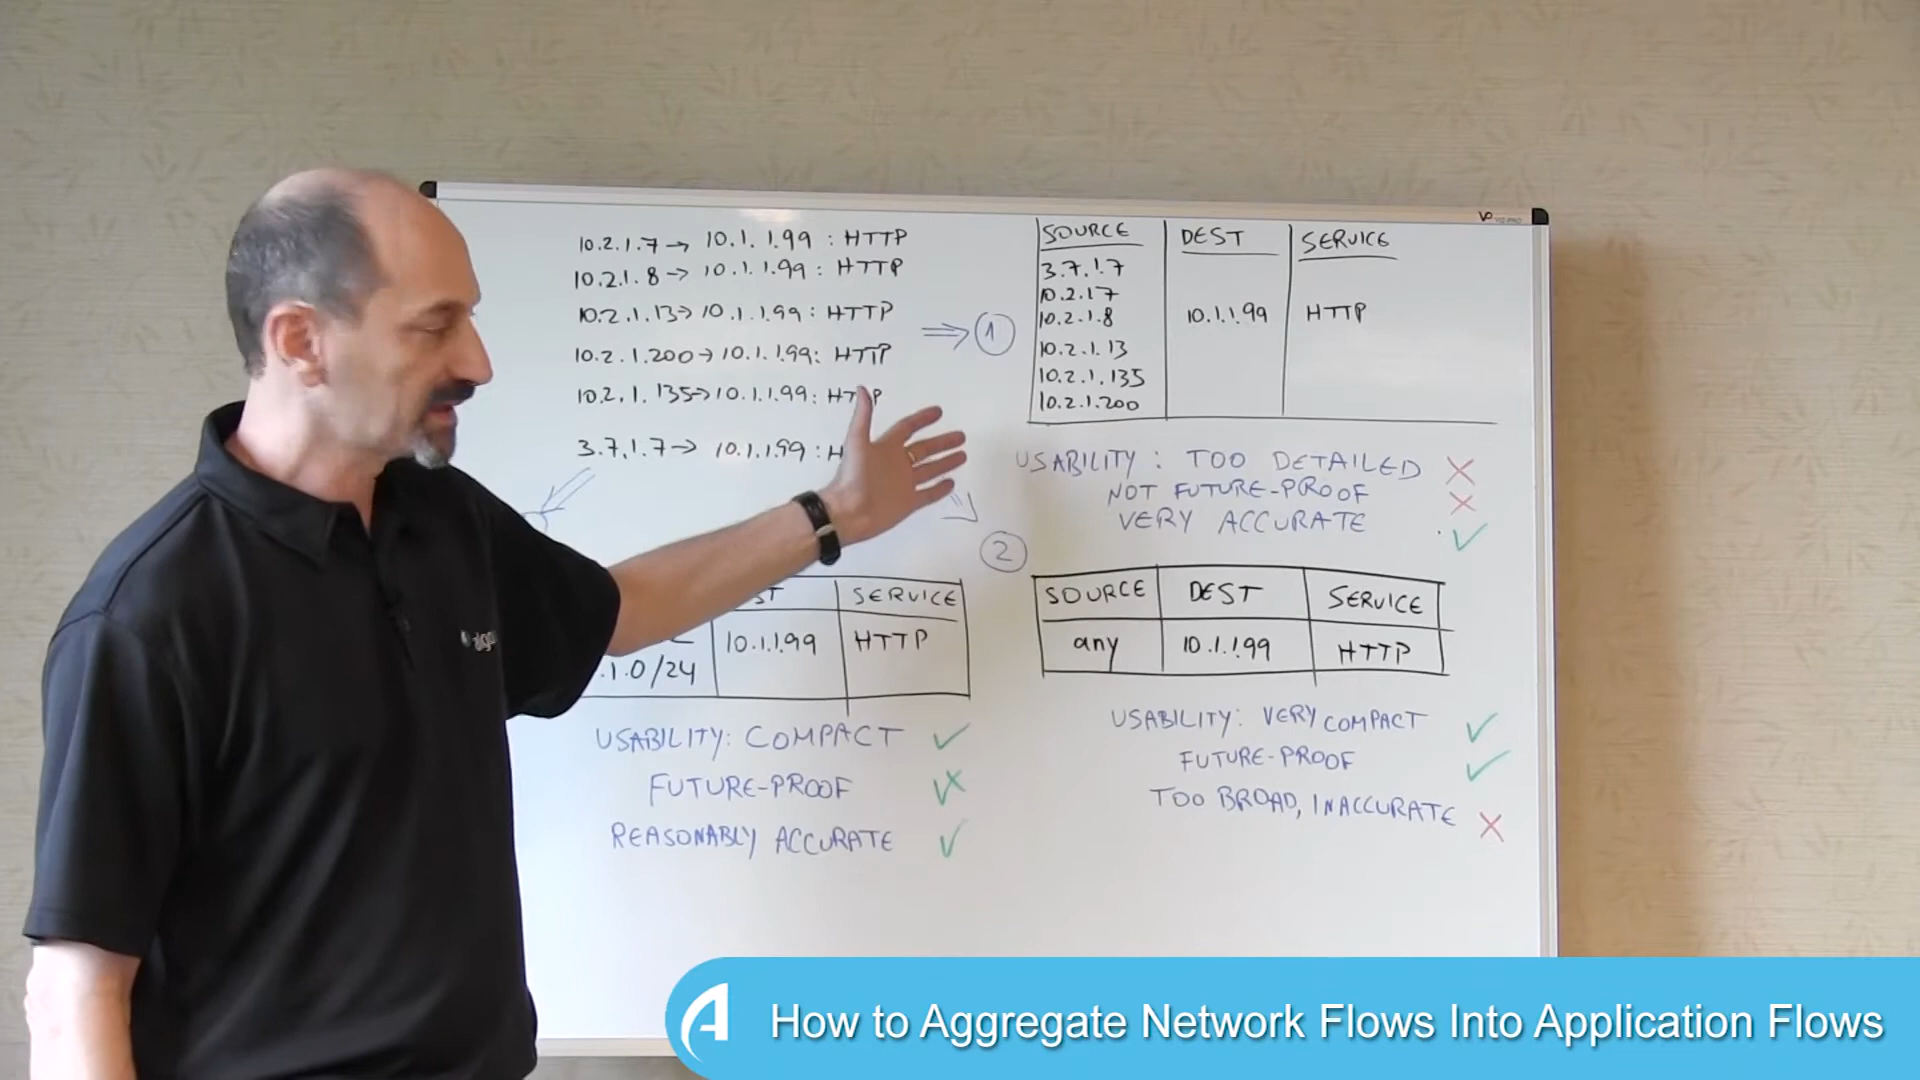 10.2.1.7 → 10.1.1.99 : HTTP
10.2.1.8 → 10.1.1.99 : HTTP
10.2.1.13 → 10.1.1.99 : HTTP
10.2.1.200 → 10.1.1.99: HTTP
10.2.1.135 → 10.1.1.99: HTTP
3.7.1.7 → 10.1.1.99 : H
⇒ 1
SOURCE DEST SERVICE
3.7.1.7
10.2.1.7
10.2.1.8 10.1.1.99 HTTP
10.2.1.13
10.2.1.135
10.2.1.200
USABILITY: TOO DETAILED X
NOT FUTURE-PROOF X
VERY ACCURATE ✓
2
SOURCE DEST SERVICE
any 10.1.1.99 HTTP
USABILITY: VERY COMPACT ✓
FUTURE-PROOF ✓
TOO BROAD, INACCURATE X
ST SERVICE
10.1.1.99 HTTP
.1.0/24
USABILITY: COMPACT ✓
FUTURE-PROOF ✓
REASONABLY ACCURATE ✓
How to Aggregate Network Flows Into Application Flows